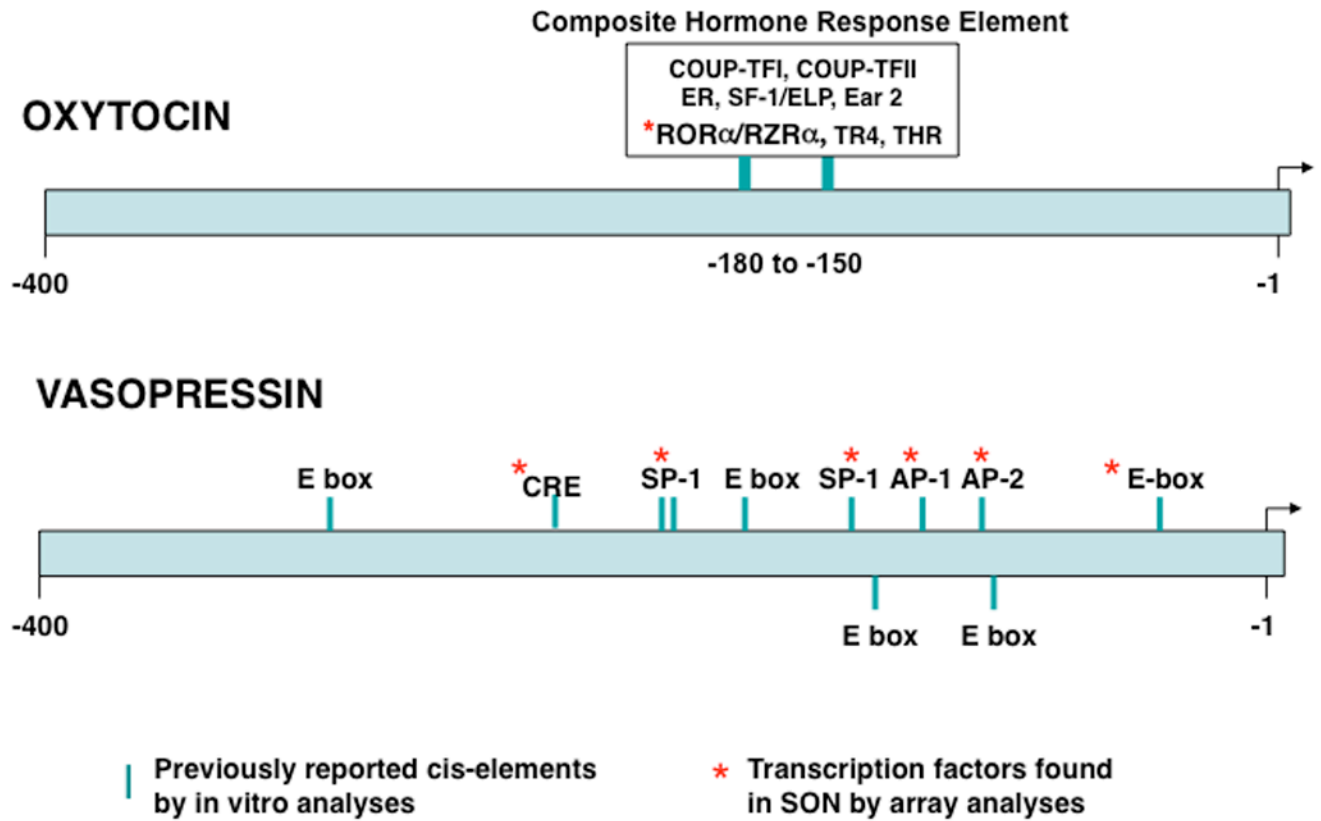 Composite Hormone Response Element
COUP-TFI, COUP-TFII
ER, SF-1/ELP, Ear 2
*RORα/RZRα, TR4, THR
OXYTOCIN
-180 to -150
-400
-1
VASOPRESSIN
* * * * * *
E box CRE SP-1 E box SP-1 AP-1 AP-2 E-box
-400
-1
E box E box
Previously reported cis-elements
by in vitro analyses
* Transcription factors found
in SON by array analyses